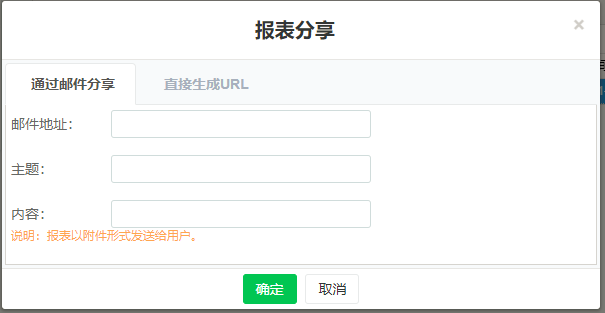 报表分享
×
通过邮件分享 直接生成URL
邮件地址：
主题：
内容：
说明：报表以附件形式发送给用户。
确定 取消